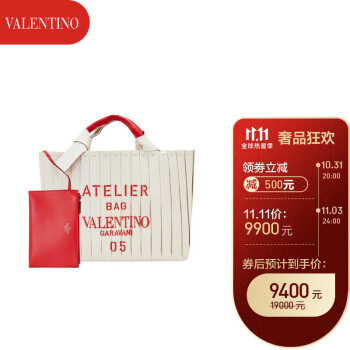 VALENTINO
ATELIER
BAG
VALENTINO
GARAVANI
05
11.11
全球热爱季
奢品狂欢
领券立减
减 500元
10.31
20:00
11.11价:
9900元
11.03
24:00
券后预计到手价:
9400元
19000元